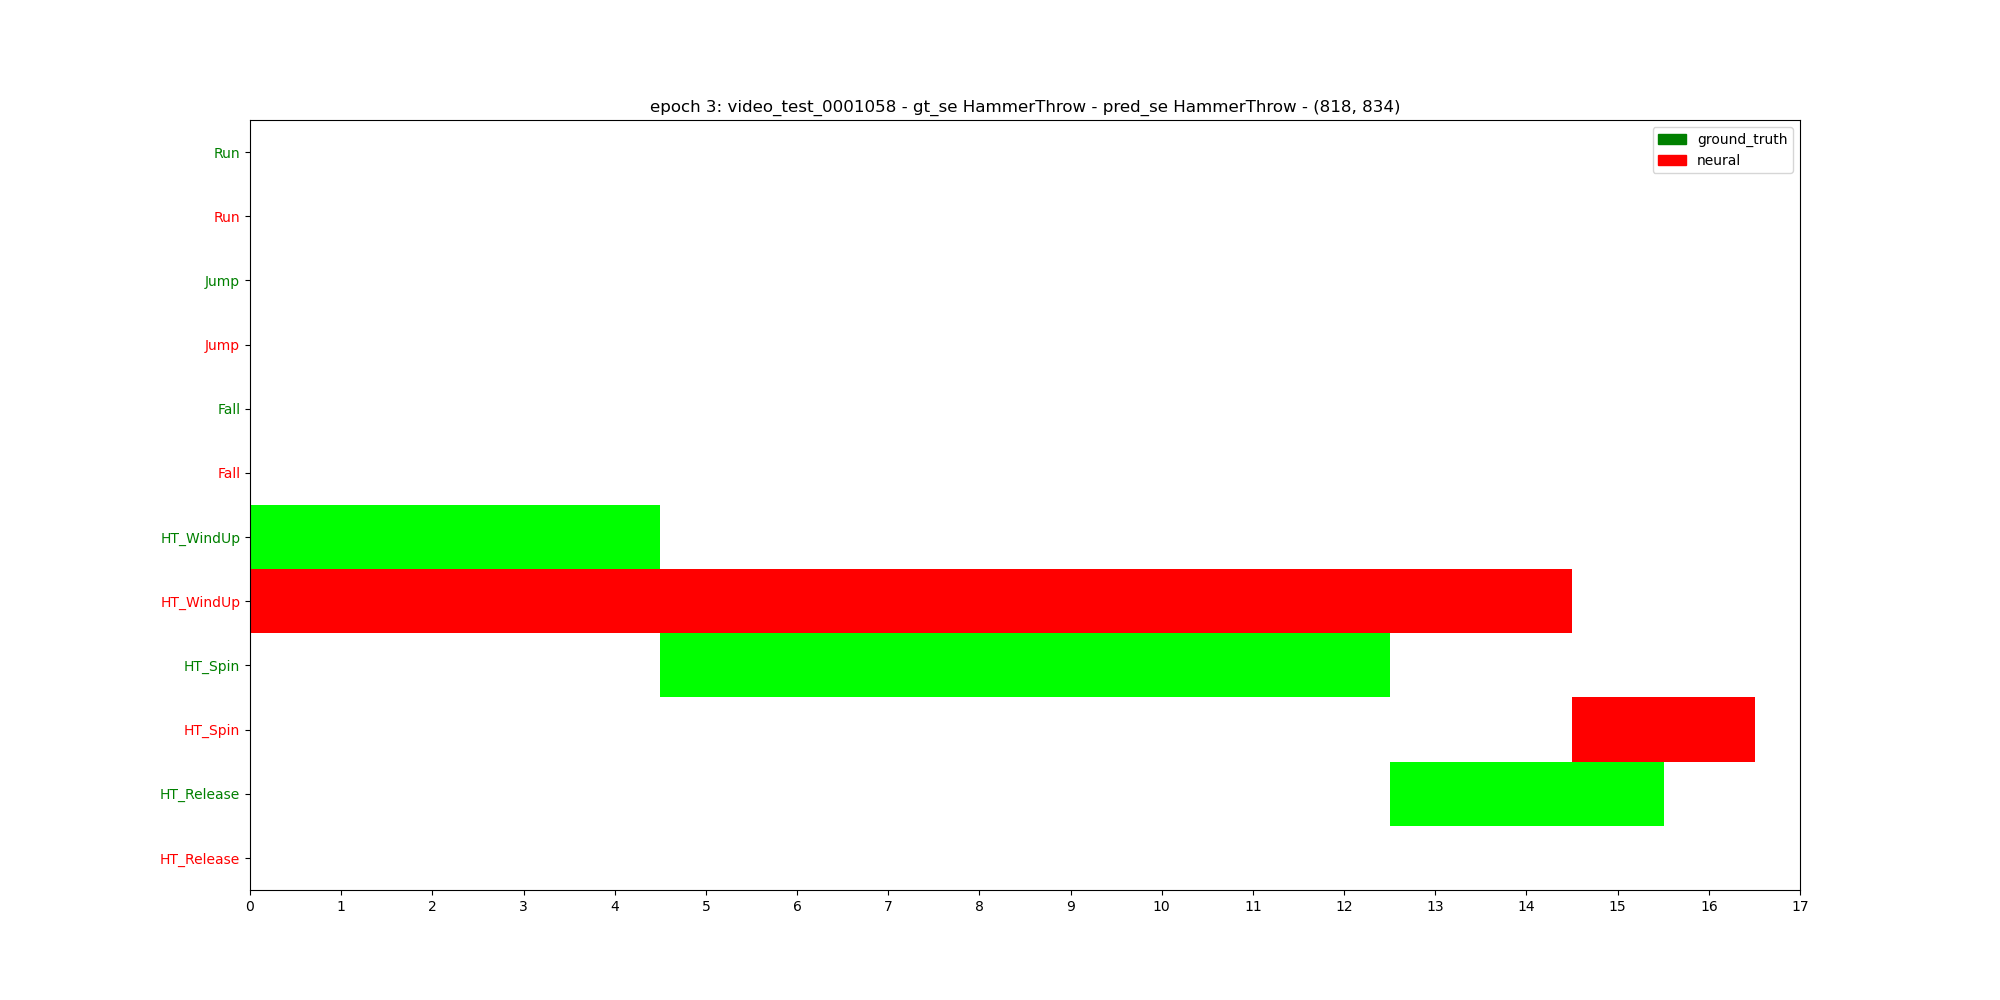 epoch 3: video_test_0001058 - gt_se HammerThrow - pred_se HammerThrow - (818, 834)
ground_truth
neural
Run
Run
Jump
Jump
Fall
Fall
HT_WindUp
HT_WindUp
HT_Spin
HT_Spin
HT_Release
HT_Release
0 1 2 3 4 5 6 7 8 9 10 11 12 13 14 15 16 17